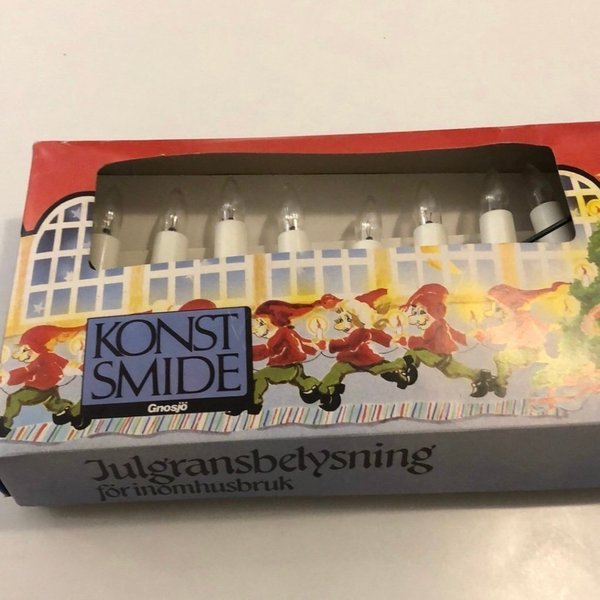 KONST
SMIDE
Gnosjö
Julgransbelysning
för inomhusbruk